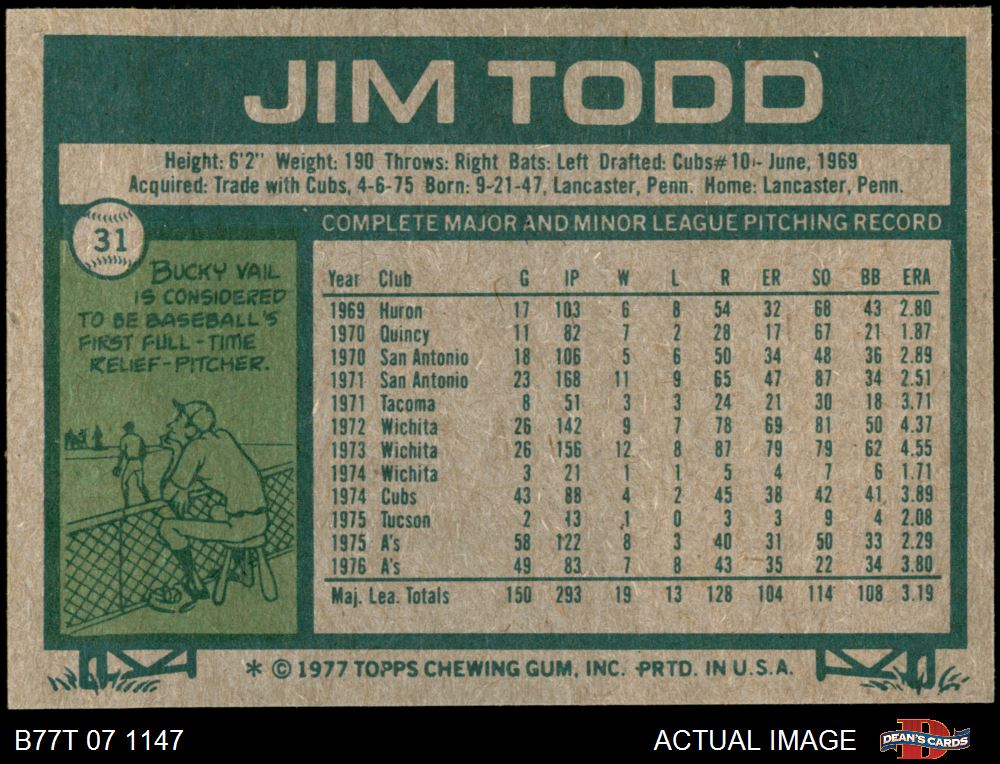 JIM TODD
Height: 6'2" Weight: 190 Throws: Right Bats: Left Drafted: Cubs#10 - June, 1969
Acquired: Trade with Cubs, 4-6-75 Born: 9-21-47, Lancaster, Penn. Home: Lancaster, Penn.
31
BUCKY VAIL
IS CONSIDERED
TO BE BASEBALL'S
FIRST FULL-TIME
RELIEF-PITCHER.
COMPLETE MAJOR AND MINOR LEAGUE PITCHING RECORD
Year Club G IP W L R ER SO BB ERA
1969 Huron 17 103 6 8 54 32 68 43 2.80
1970 Quincy 11 82 7 2 28 17 67 21 1.87
1970 San Antonio 18 106 5 6 50 34 48 36 2.89
1971 San Antonio 23 168 11 9 65 47 87 34 2.51
1971 Tacoma 8 51 3 3 24 21 30 18 3.71
1972 Wichita 26 142 9 7 78 69 81 50 4.37
1973 Wichita 26 156 12 8 87 79 79 62 4.55
1974 Wichita 3 21 1 1 5 4 7 6 1.71
1974 Cubs 43 88 4 2 45 38 42 41 3.89
1975 Tucson 2 13 1 0 3 3 9 4 2.08
1975 A's 58 122 8 3 40 31 50 33 2.29
1976 A's 49 83 7 8 43 35 22 34 3.80
Maj. Lea. Totals 150 293 19 13 128 104 114 108 3.19
* © 1977 TOPPS CHEWING GUM, INC. PRTD. IN U.S.A.
B77T 07 1147
ACTUAL IMAGE
D
DEAN'S CARDS